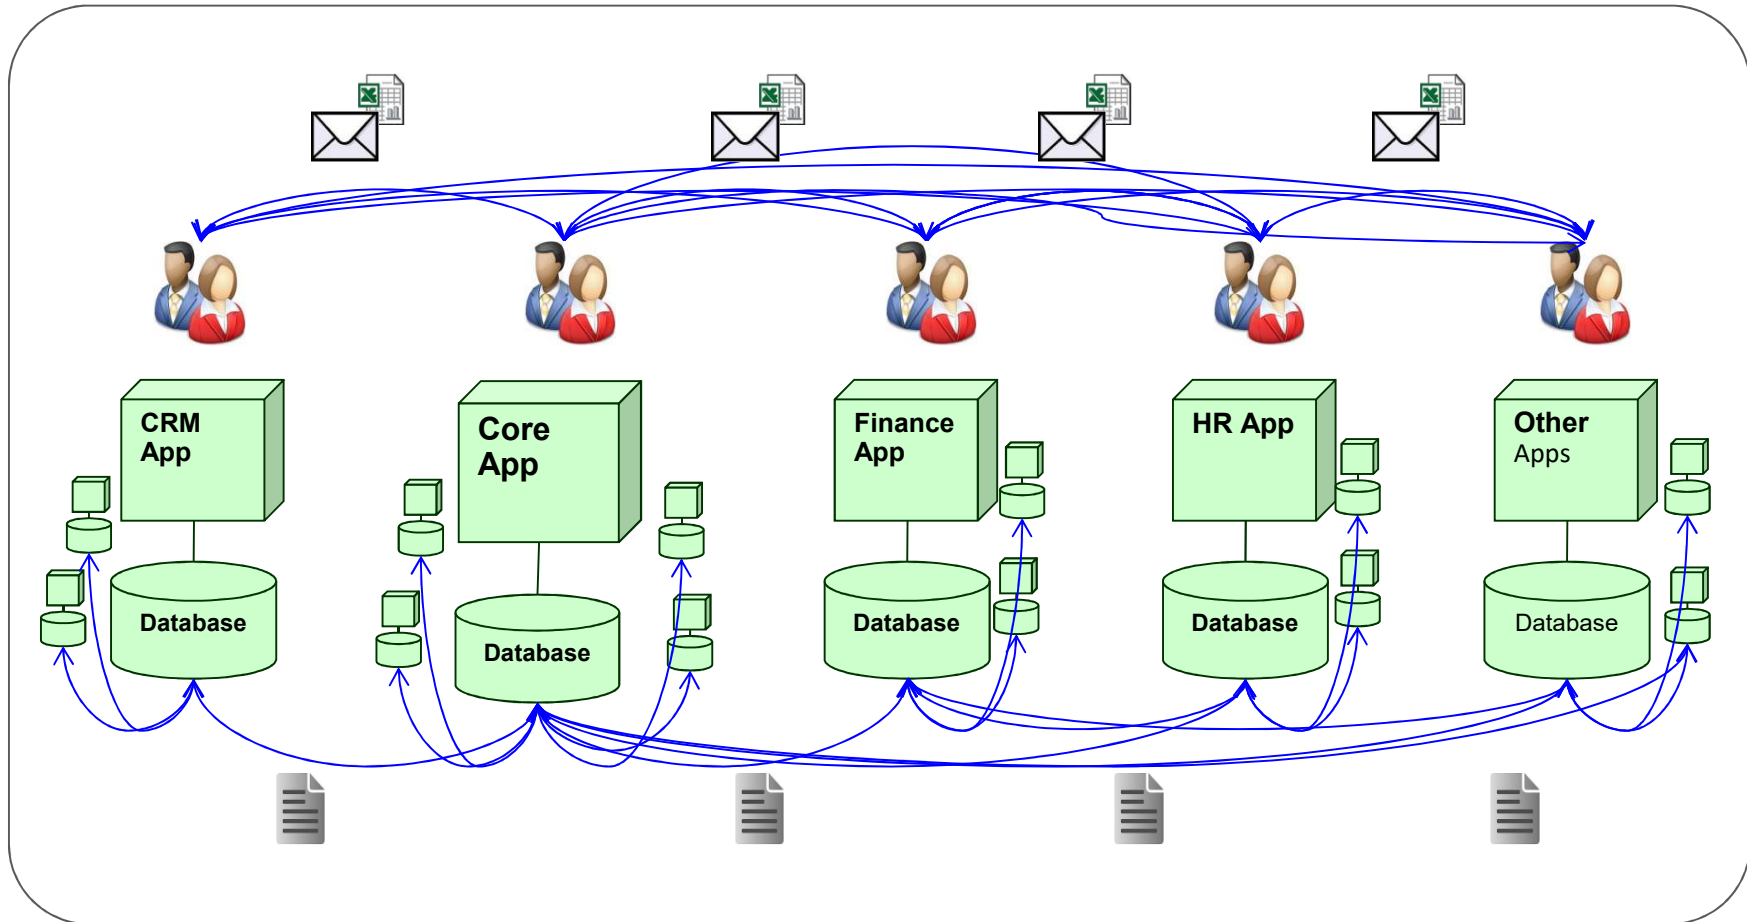 CRM
App
Core
App
Finance
App
HR App
Other
Apps
Database
Database
Database
Database
Database